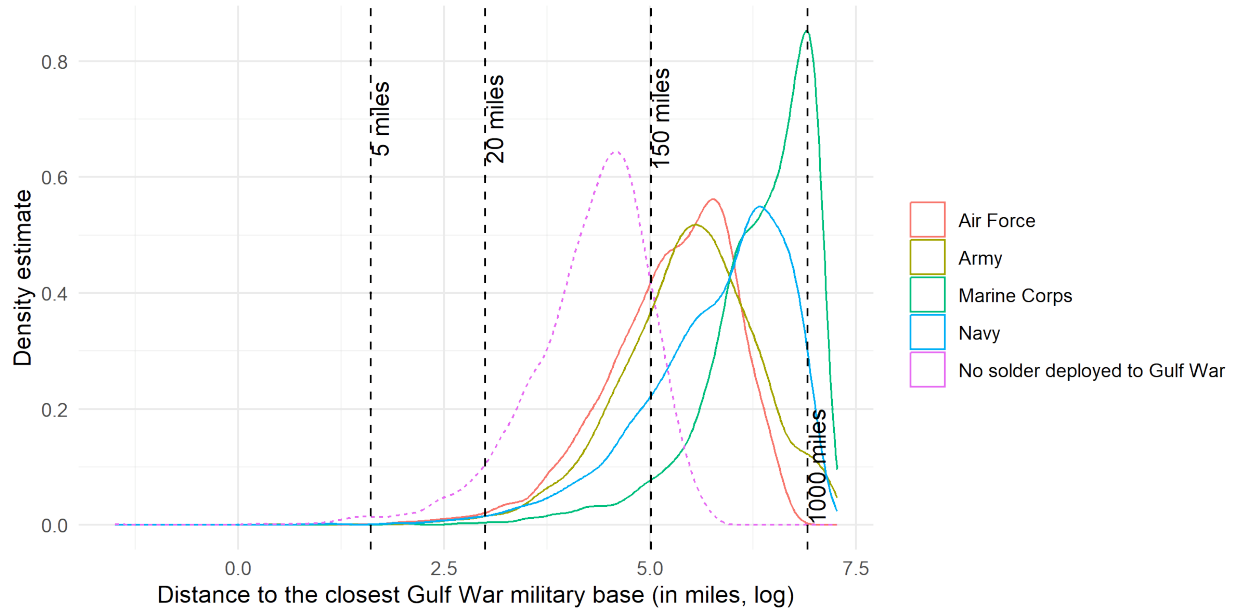 0.8
0.6
0.4
0.2
0.0
Density estimate
5 miles
20 miles
150 miles
1000 miles
0.0
2.5
5.0
7.5
Distance to the closest Gulf War military base (in miles, log)
Air Force
Army
Marine Corps
Navy
No solder deployed to Gulf War